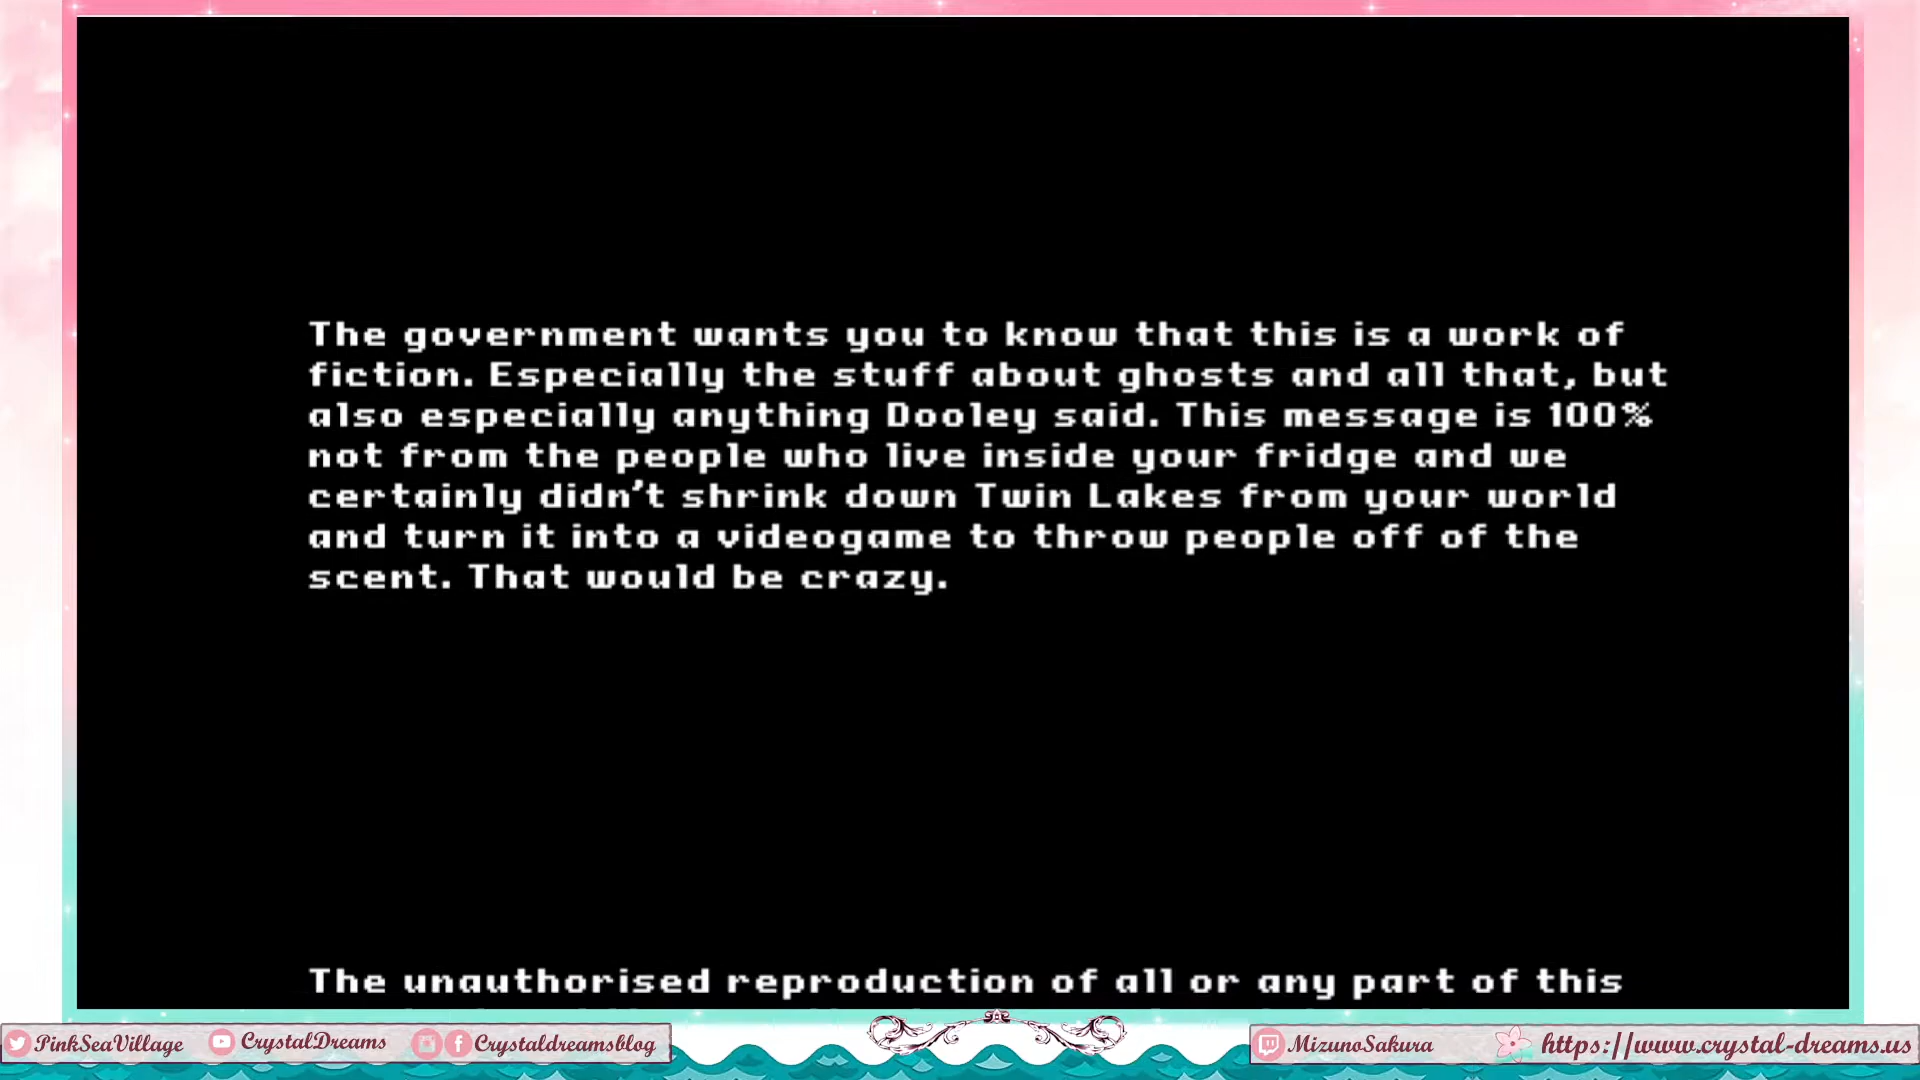 The government wants you to know that this is a work of
fiction. Especially the stuff about ghosts and all that, but
also especially anything Dooley said. This message is 100%
not from the people who live inside your fridge and we
certainly didn't shrink down Twin Lakes from your world
and turn it into a videogame to throw people off of the
scent. That would be crazy.
The unauthorised reproduction of all or any part of this
PinkSeaVillage CrystalDreams Crystaldreamsblog MizunoSakura https://www.crystal-dreams.us